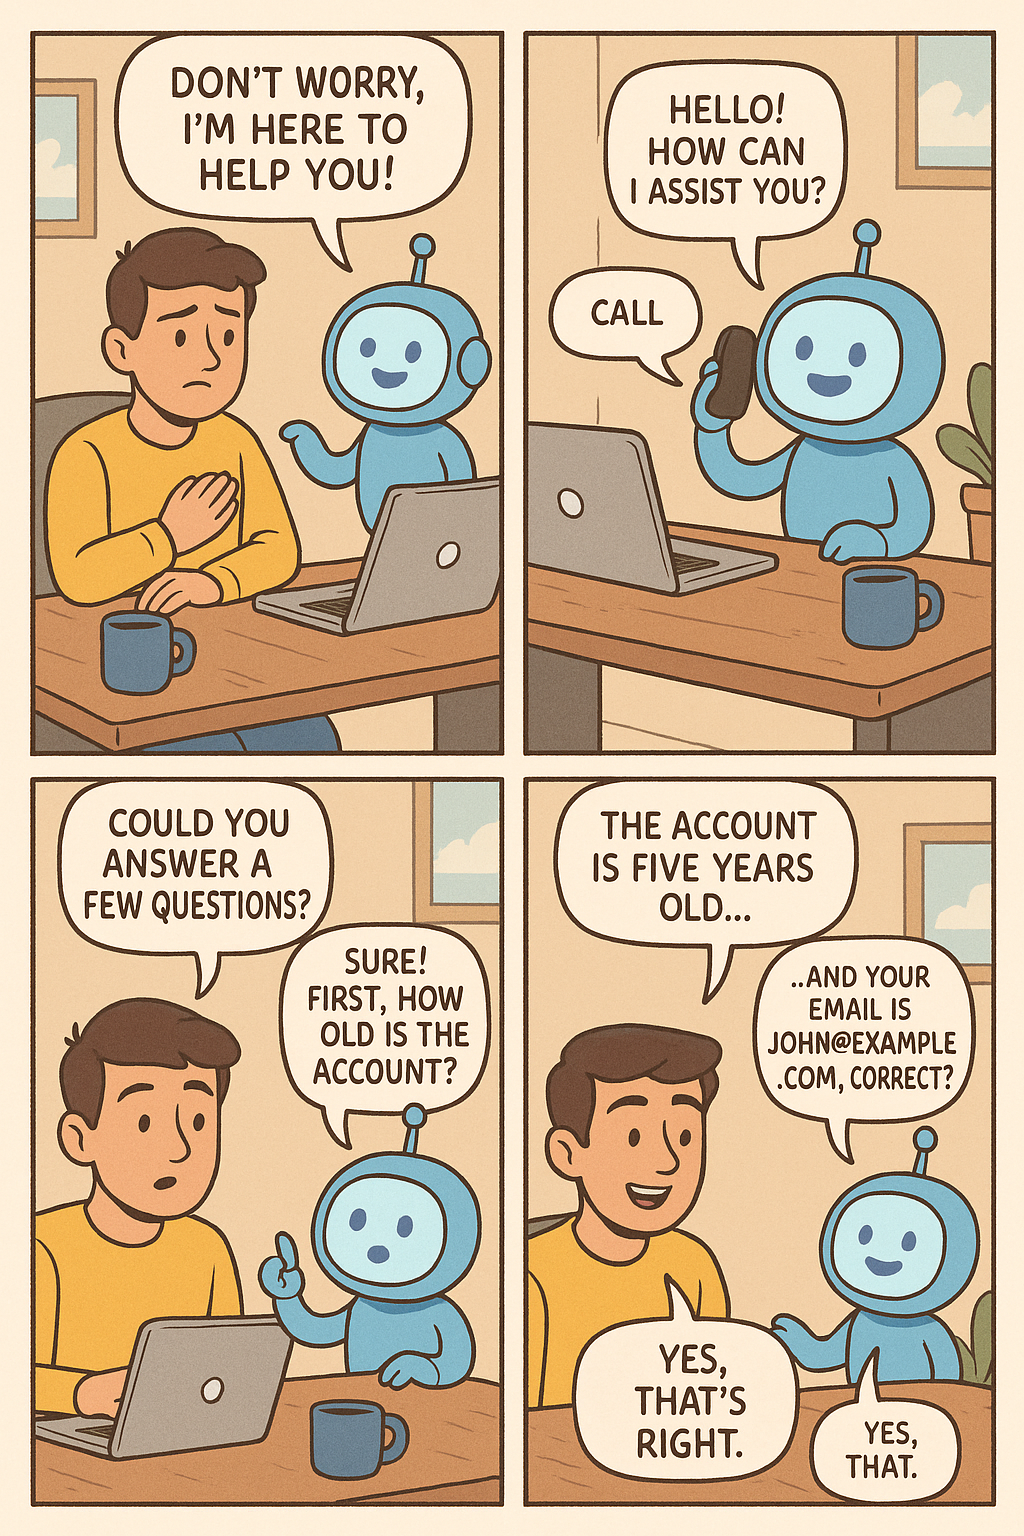 DON'T WORRY,
I'M HERE TO
HELP YOU!
HELLO!
HOW CAN
I ASSIST YOU?
CALL
COULD YOU
ANSWER A
FEW QUESTIONS?
SURE!
FIRST, HOW
OLD IS THE
ACCOUNT?
THE ACCOUNT
IS FIVE YEARS
OLD...
..AND YOUR
EMAIL IS
JOHN@EXAMPLE
.COM, CORRECT?
YES,
THAT'S
RIGHT.
YES,
THAT.